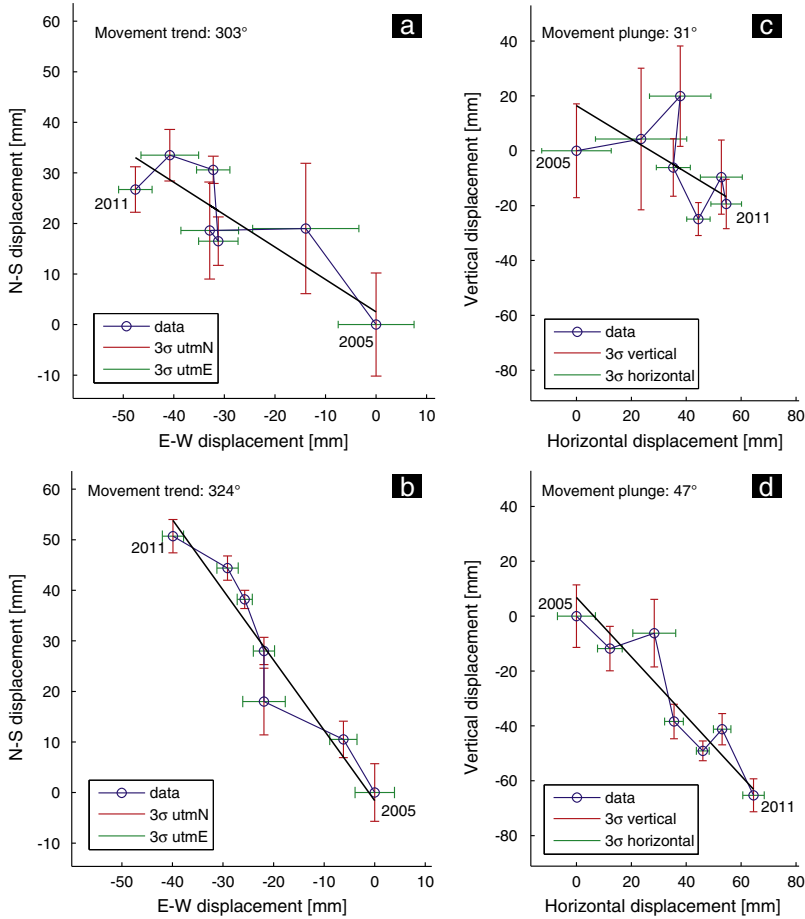 Movement trend: 303°
a
60
50
40
30
20
10
0
-10
N-S displacement [mm]
2011
2005
data
3σ utmN
3σ utmE
-50 -40 -30 -20 -10 0 10
E-W displacement [mm]
Movement plunge: 31°
c
40
20
0
-20
-40
-60
-80
Vertical displacement [mm]
2005
2011
data
3σ vertical
3σ horizontal
0 20 40 60 80
Horizontal displacement [mm]
Movement trend: 324°
b
60
50
40
30
20
10
0
-10
N-S displacement [mm]
2011
2005
data
3σ utmN
3σ utmE
-50 -40 -30 -20 -10 0 10
E-W displacement [mm]
Movement plunge: 47°
d
40
20
0
-20
-40
-60
-80
Vertical displacement [mm]
2005
2011
data
3σ vertical
3σ horizontal
0 20 40 60 80
Horizontal displacement [mm]